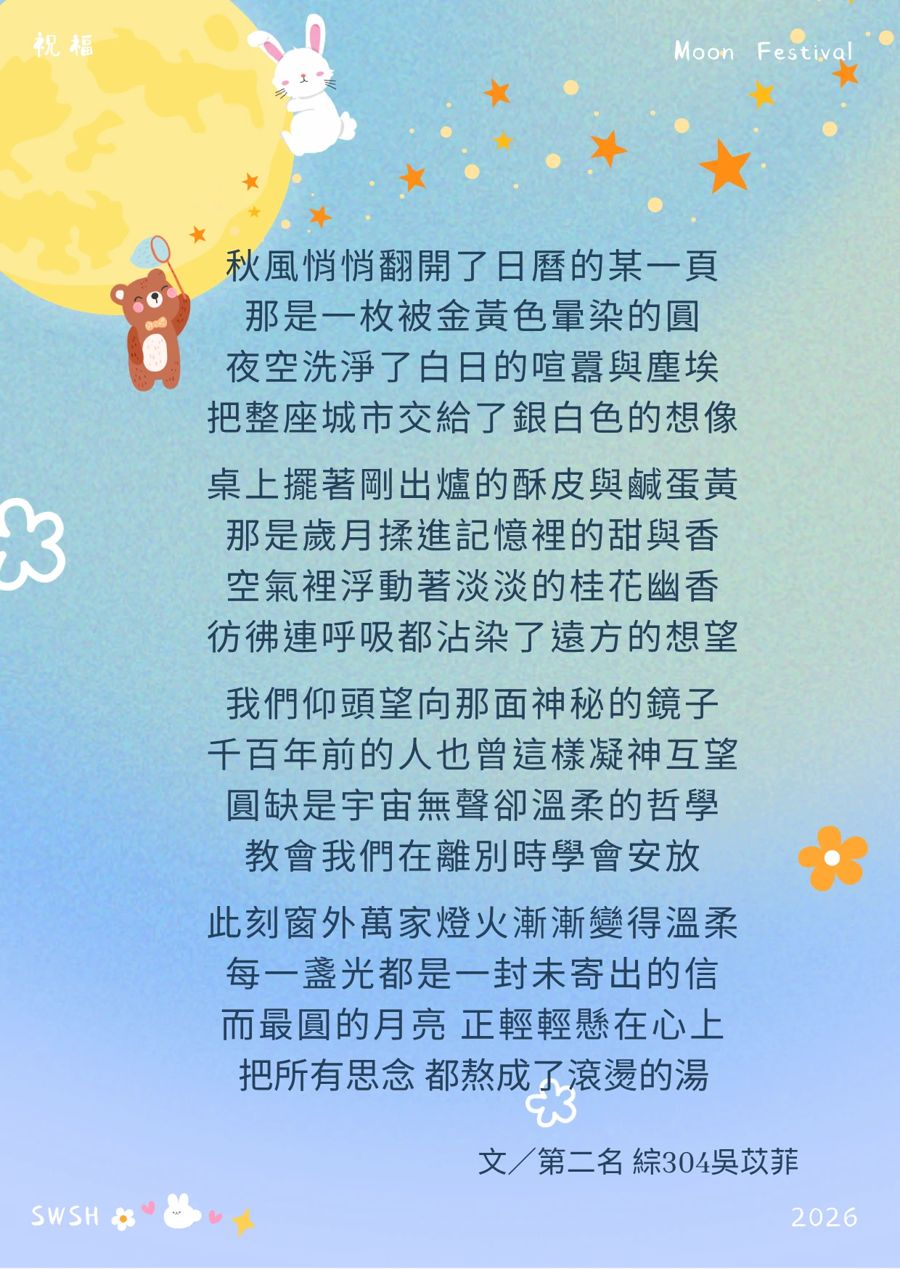 祝福
Moon Festival
秋風悄悄翻開了日曆的某一頁
那是一枚被金黃色暈染的圓
夜空洗淨了白日的喧囂與塵埃
把整座城市交給了銀白色的想像
桌上擺著剛出爐的酥皮與鹹蛋黃
那是歲月揉進記憶裡的甜與香
空氣裡浮動著淡淡的桂花幽香
彷彿連呼吸都沾染了遠方的想望
我們仰頭望向那面神秘的鏡子
千百年前的人也曾這樣凝神互望
圓缺是宇宙無聲卻溫柔的哲學
教會我們在離別時學會安放
此刻窗外萬家燈火漸漸變得溫柔
每一盞光都是一封未寄出的信
而最圓的月亮 正輕輕懸在心上
把所有思念 都熬成了滾燙的湯
文／第二名 綜304吳苡菲
SWSH
2026